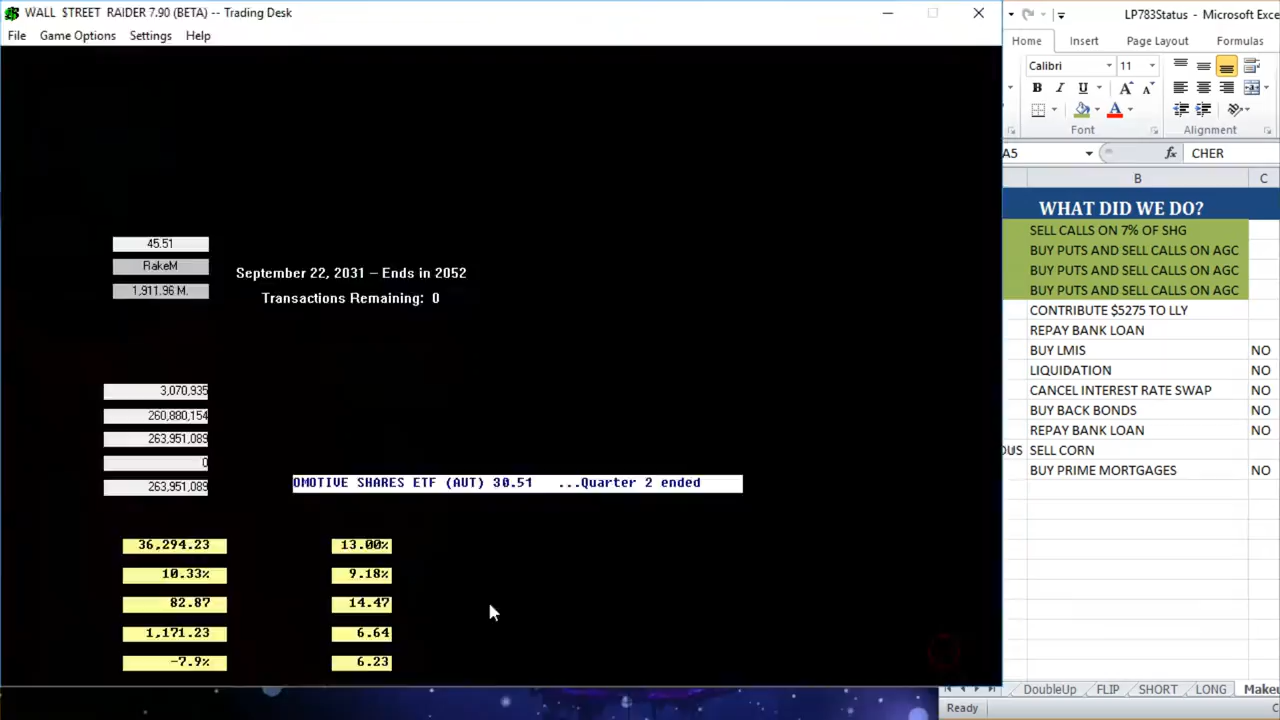 WALL $TREET RAIDER 7.90 (BETA) -- Trading Desk
File Game Options Settings Help
45.51
RakeM
1,911.96 M.
September 22, 2031 – Ends in 2052
Transactions Remaining: 0
3,070,935
260,880,154
263,951,089
0
263,951,089
OMOTIVE SHARES ETF (AUT) 30.51 ...Quarter 2 ended
36,294.23 13.00%
10.33% 9.18%
82.87 14.47
1,171.23 6.64
-7.9% 6.23
LP783Status - Microsoft Exce
Home Insert Page Layout Formulas
Calibri 11
B I U A A
A
Font Alignment
A5 fx CHER
B C
WHAT DID WE DO?
SELL CALLS ON 7% OF SHG
BUY PUTS AND SELL CALLS ON AGC
BUY PUTS AND SELL CALLS ON AGC
BUY PUTS AND SELL CALLS ON AGC
CONTRIBUTE $5275 TO LLY
REPAY BANK LOAN
BUY LMIS NO
LIQUIDATION NO
CANCEL INTEREST RATE SWAP NO
BUY BACK BONDS NO
REPAY BANK LOAN NO
OUS SELL CORN
BUY PRIME MORTGAGES NO
DoubleUp FLIP SHORT LONG Makeu
Ready C